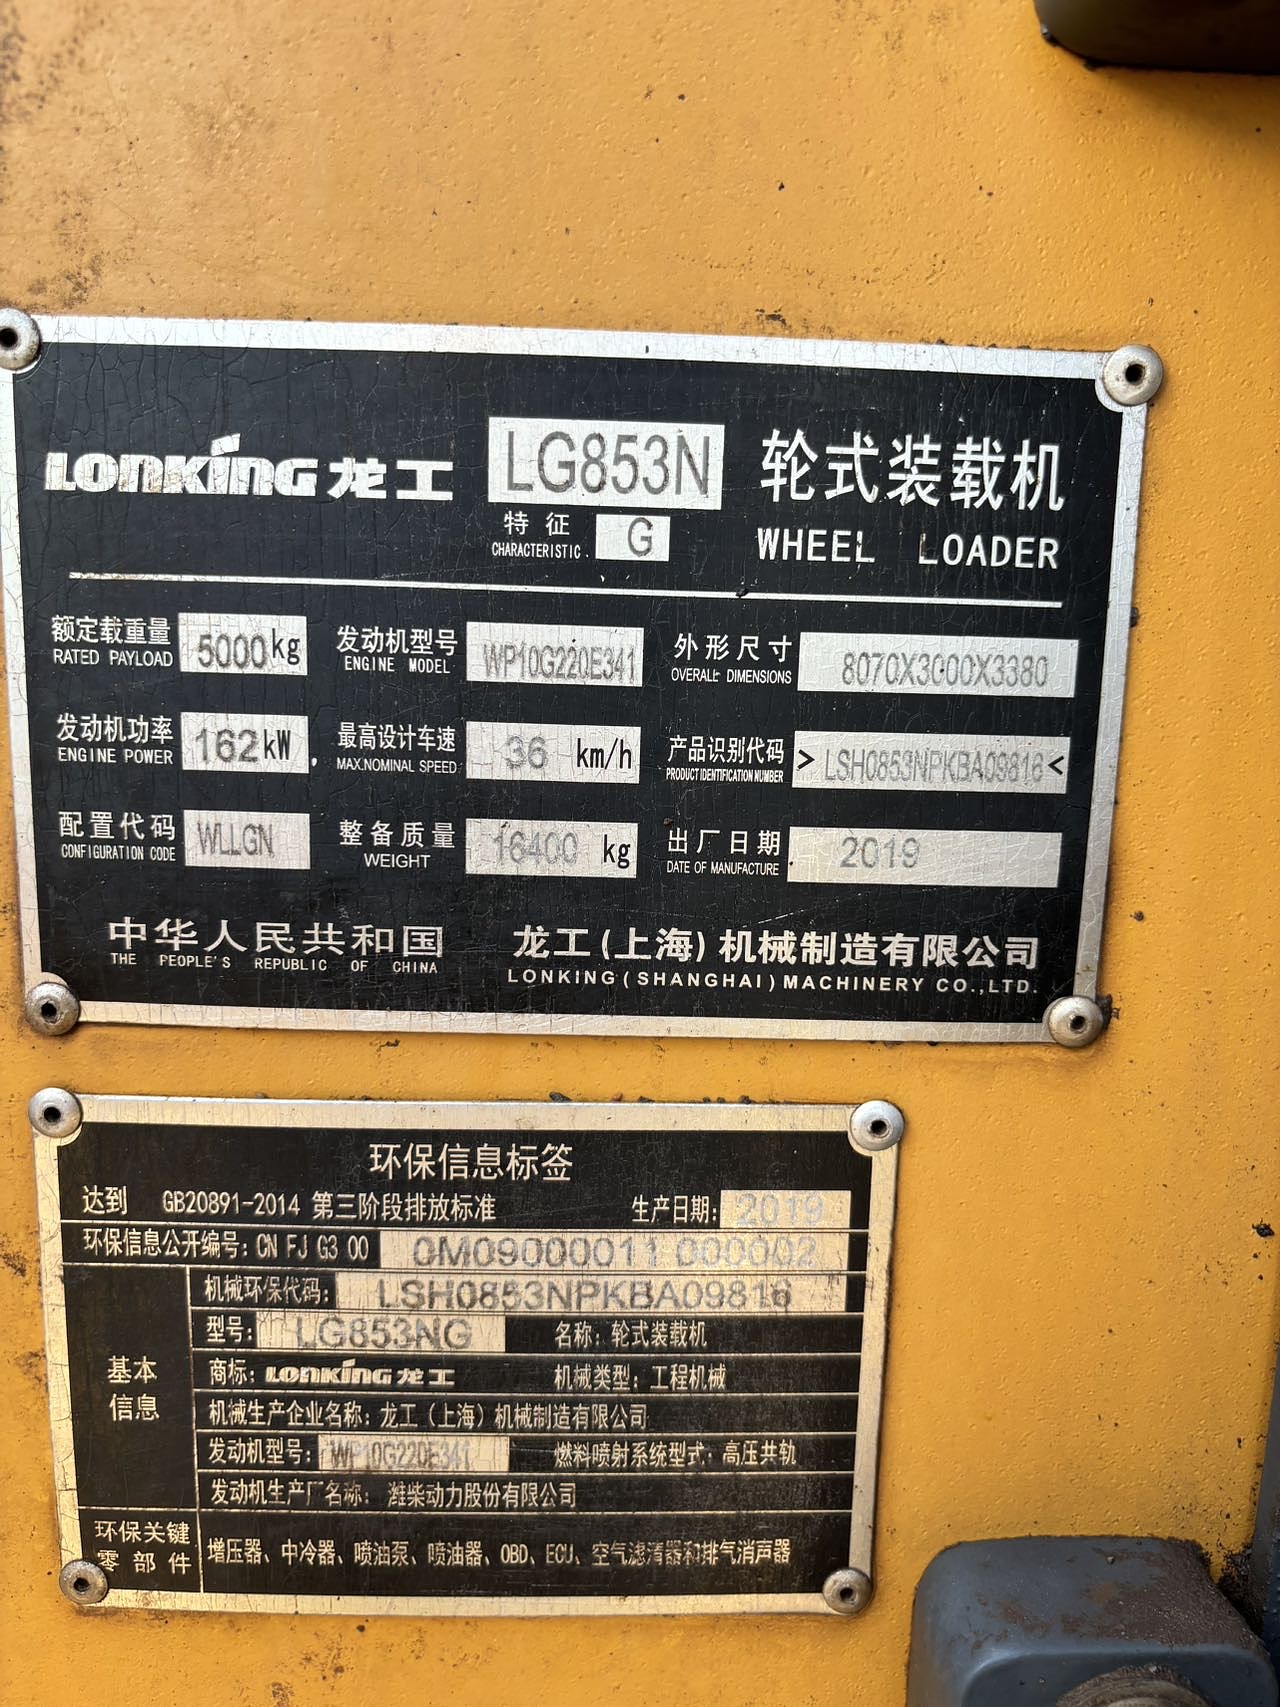 LONKING 龙工 LG853N 轮式装载机
特征 CHARACTERISTIC G WHEEL LOADER
额定载重量 RATED PAYLOAD 5000kg
发动机型号 ENGINE MODEL WP10G220E341
外形尺寸 OVERALL DIMENSIONS 8070X3000X3380
发动机功率 ENGINE POWER 162kW
最高设计车速 MAX.NOMINAL SPEED 36 km/h
产品识别代码 PRODUCT IDENTIFICATION NUMBER >LSH0853NPKBA09816<
配置代码 CONFIGURATION CODE WLLGN
整备质量 WEIGHT 16400 kg
出厂日期 DATE OF MANUFACTURE 2019
中华人民共和国 龙工(上海)机械制造有限公司
THE PEOPLE'S REPUBLIC OF CHINA LONKING(SHANGHAI)MACHINERY CO.,LTD.
环保信息标签
达到 GB20891-2014 第三阶段排放标准 生产日期: 2019
环保信息公开编号: CN FJ G3 00 0M09000011 000002
基本信息
机械环保代码: LSH0853NPKBA09816
型号: LG853NG 名称: 轮式装载机
商标: LONKING 龙工 机械类型: 工程机械
机械生产企业名称: 龙工(上海)机械制造有限公司
发动机型号: WP10G220E341 燃料喷射系统型式: 高压共轨
发动机生产厂名称: 潍柴动力股份有限公司
环保关键零部件 增压器、中冷器、喷油泵、喷油器、OBD、ECU、空气滤清器和排气消声器